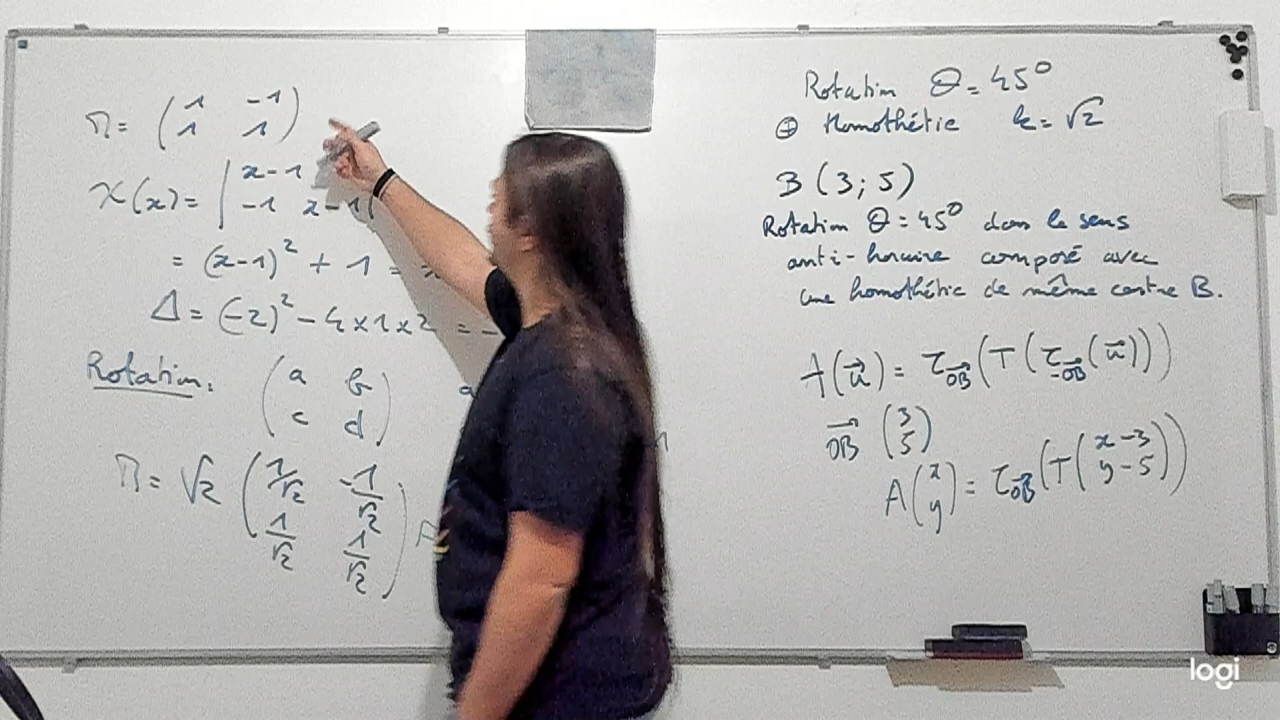 M = ( 1 -1
1 1 )
χ(x) = | x-1
-1 x-1 |
= (x-1)² + 1 =
Δ = (-2)² - 4×1×2 = -
Rotation: ( a b
c d ) a
M = √2 ( 1/√2 -1/√2
1/√2 1/√2 )
Rotation θ = 45°
⊕ Homothétie k = √2
B (3; 5)
Rotation θ = 45° dans le sens
anti-horaire composé avec
une homothétie de même centre B.
A(u⃗) = τ_OB⃗ (T(τ_-OB⃗ (u⃗)))
OB⃗ ( 3
5 )
A ( x
y ) = τ_OB⃗ (T ( x-3
y-5 ))
logi